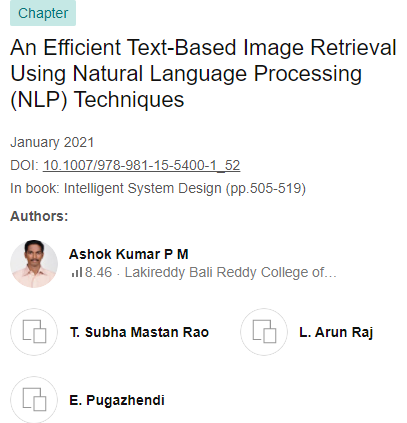 Chapter
An Efficient Text-Based Image Retrieval
Using Natural Language Processing
(NLP) Techniques
January 2021
DOI: 10.1007/978-981-15-5400-1_52
In book: Intelligent System Design (pp.505-519)
Authors:
Ashok Kumar P M
8.46 · Lakireddy Bali Reddy College of…
T. Subha Mastan Rao
L. Arun Raj
E. Pugazhendi